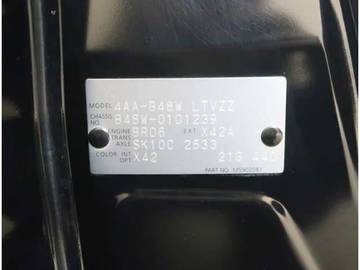 MODEL 4AA-B48W LTVZZ
CHASSIS NO. B48W-0101239
ENGINE BR06 EXT X42A
TRANS AXLE SK10C 2533
COLOR INT OPT X42 21G 440
PART NO.